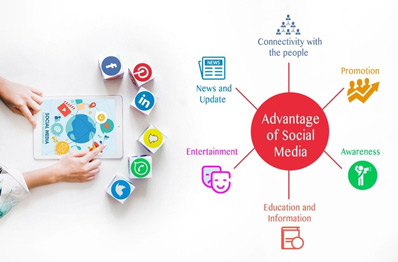 Connectivity with
the people
NEWS
News and
Update
Promotion
Advantage
of Social
Media
Entertainment
Awareness
Education and
Information
SOCIAL
MEDIA